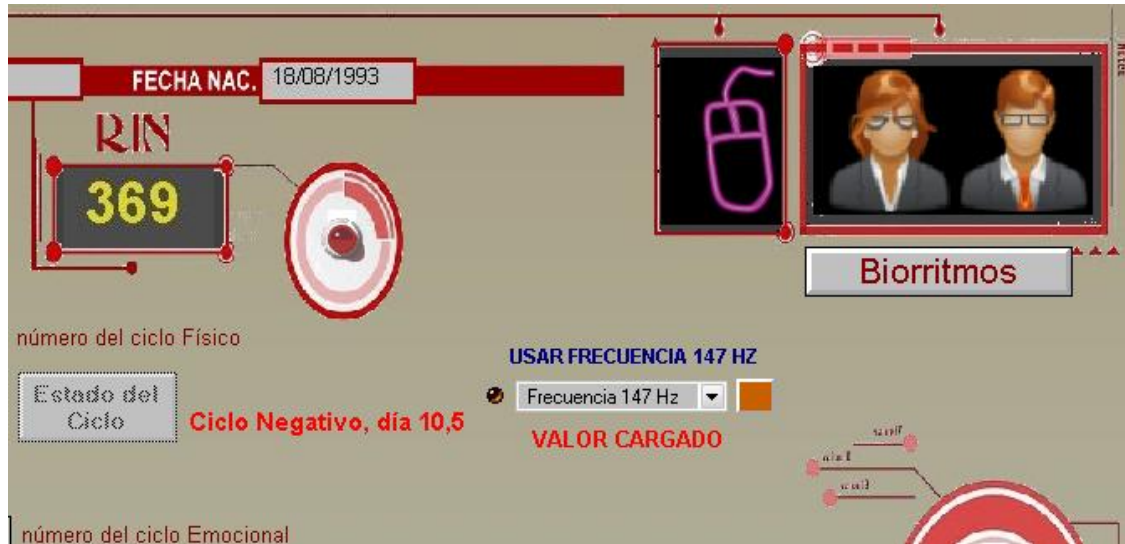 FECHA NAC. 18/08/1993
RIN
369
Biorritmos
número del ciclo Físico
USAR FRECUENCIA 147 HZ
Estado del
Ciclo
Frecuencia 147 Hz
Ciclo Negativo, día 10,5
VALOR CARGADO
número del ciclo Emocional